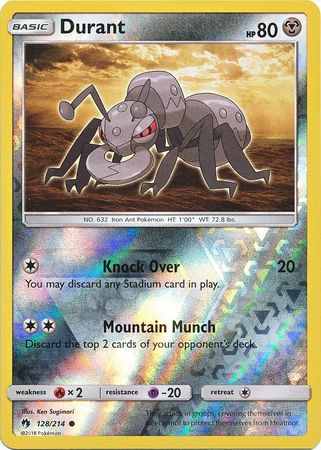 BASIC Durant HP 80
NO. 632 Iron Ant Pokémon HT: 1'00" WT: 72.8 lbs.
Knock Over 20
You may discard any Stadium card in play.
Mountain Munch
Discard the top 2 cards of your opponent's deck.
weakness × 2 resistance -20 retreat
Illus. Ken Sugimori
128/214
©2018 Pokémon
They attack in groups, covering themselves in
steel armor to protect themselves from Heatmor.